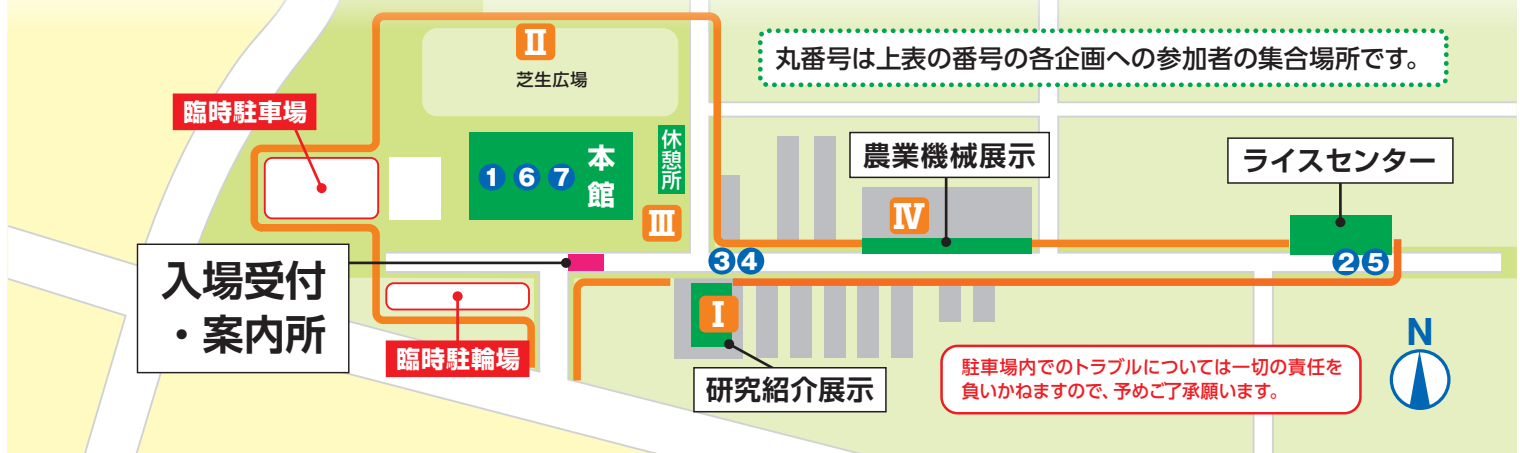 Ⅱ
芝生広場
丸番号は上表の番号の各企画への参加者の集合場所です。
臨時駐車場
① ⑥ ⑦
本館
休憩所
Ⅲ
農業機械展示
Ⅳ
ライスセンター
③④
②⑤
入場受付
・案内所
臨時駐輪場
Ⅰ
研究紹介展示
駐車場内でのトラブルについては一切の責任を
負いかねますので、予めご了承願います。
N